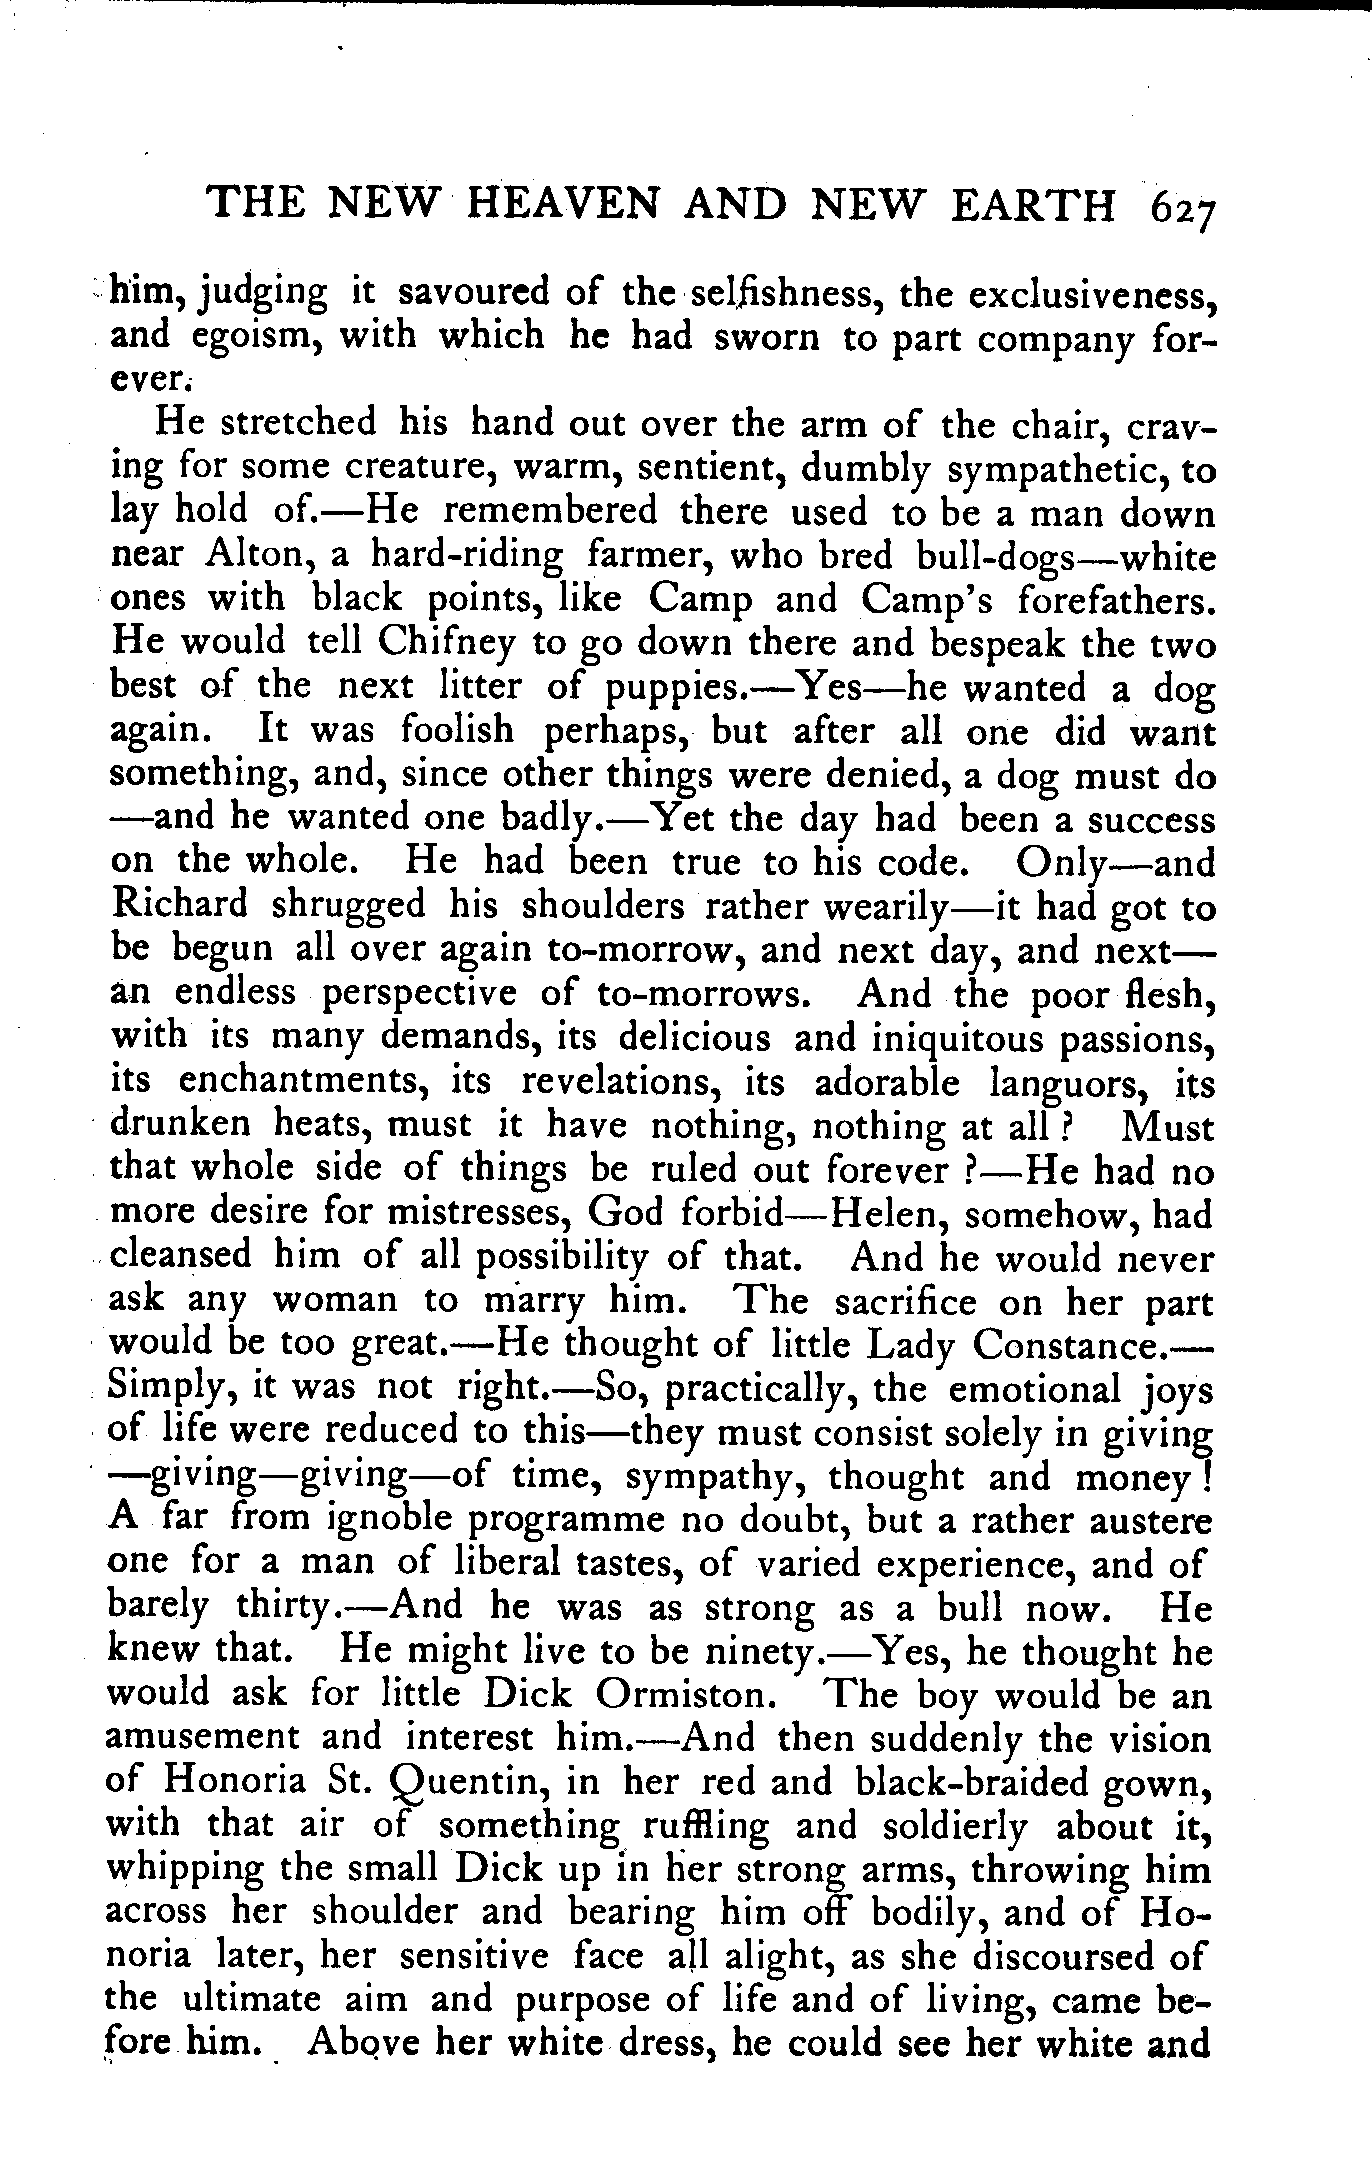 THE NEW HEAVEN AND NEW EARTH 627
him, judging it savoured of the selfishness, the exclusiveness,
and egoism, with which he had sworn to part company for-
ever.
He stretched his hand out over the arm of the chair, crav-
ing for some creature, warm, sentient, dumbly sympathetic, to
lay hold of.—He remembered there used to be a man down
near Alton, a hard-riding farmer, who bred bull-dogs—white
ones with black points, like Camp and Camp's forefathers.
He would tell Chifney to go down there and bespeak the two
best of the next litter of puppies.—Yes—he wanted a dog
again. It was foolish perhaps, but after all one did want
something, and, since other things were denied, a dog must do
—and he wanted one badly.—Yet the day had been a success
on the whole. He had been true to his code. Only—and
Richard shrugged his shoulders rather wearily—it had got to
be begun all over again to-morrow, and next day, and next—
an endless perspective of to-morrows. And the poor flesh,
with its many demands, its delicious and iniquitous passions,
its enchantments, its revelations, its adorable languors, its
drunken heats, must it have nothing, nothing at all? Must
that whole side of things be ruled out forever?—He had no
more desire for mistresses, God forbid—Helen, somehow, had
cleansed him of all possibility of that. And he would never
ask any woman to marry him. The sacrifice on her part
would be too great.—He thought of little Lady Constance.—
Simply, it was not right.—So, practically, the emotional joys
of life were reduced to this—they must consist solely in giving
—giving—giving—of time, sympathy, thought and money!
A far from ignoble programme no doubt, but a rather austere
one for a man of liberal tastes, of varied experience, and of
barely thirty.—And he was as strong as a bull now. He
knew that. He might live to be ninety.—Yes, he thought he
would ask for little Dick Ormiston. The boy would be an
amusement and interest him.—And then suddenly the vision
of Honoria St. Quentin, in her red and black-braided gown,
with that air of something ruffling and soldierly about it,
whipping the small Dick up in her strong arms, throwing him
across her shoulder and bearing him off bodily, and of Ho-
noria later, her sensitive face all alight, as she discoursed of
the ultimate aim and purpose of life and of living, came be-
fore him. Above her white dress, he could see her white and